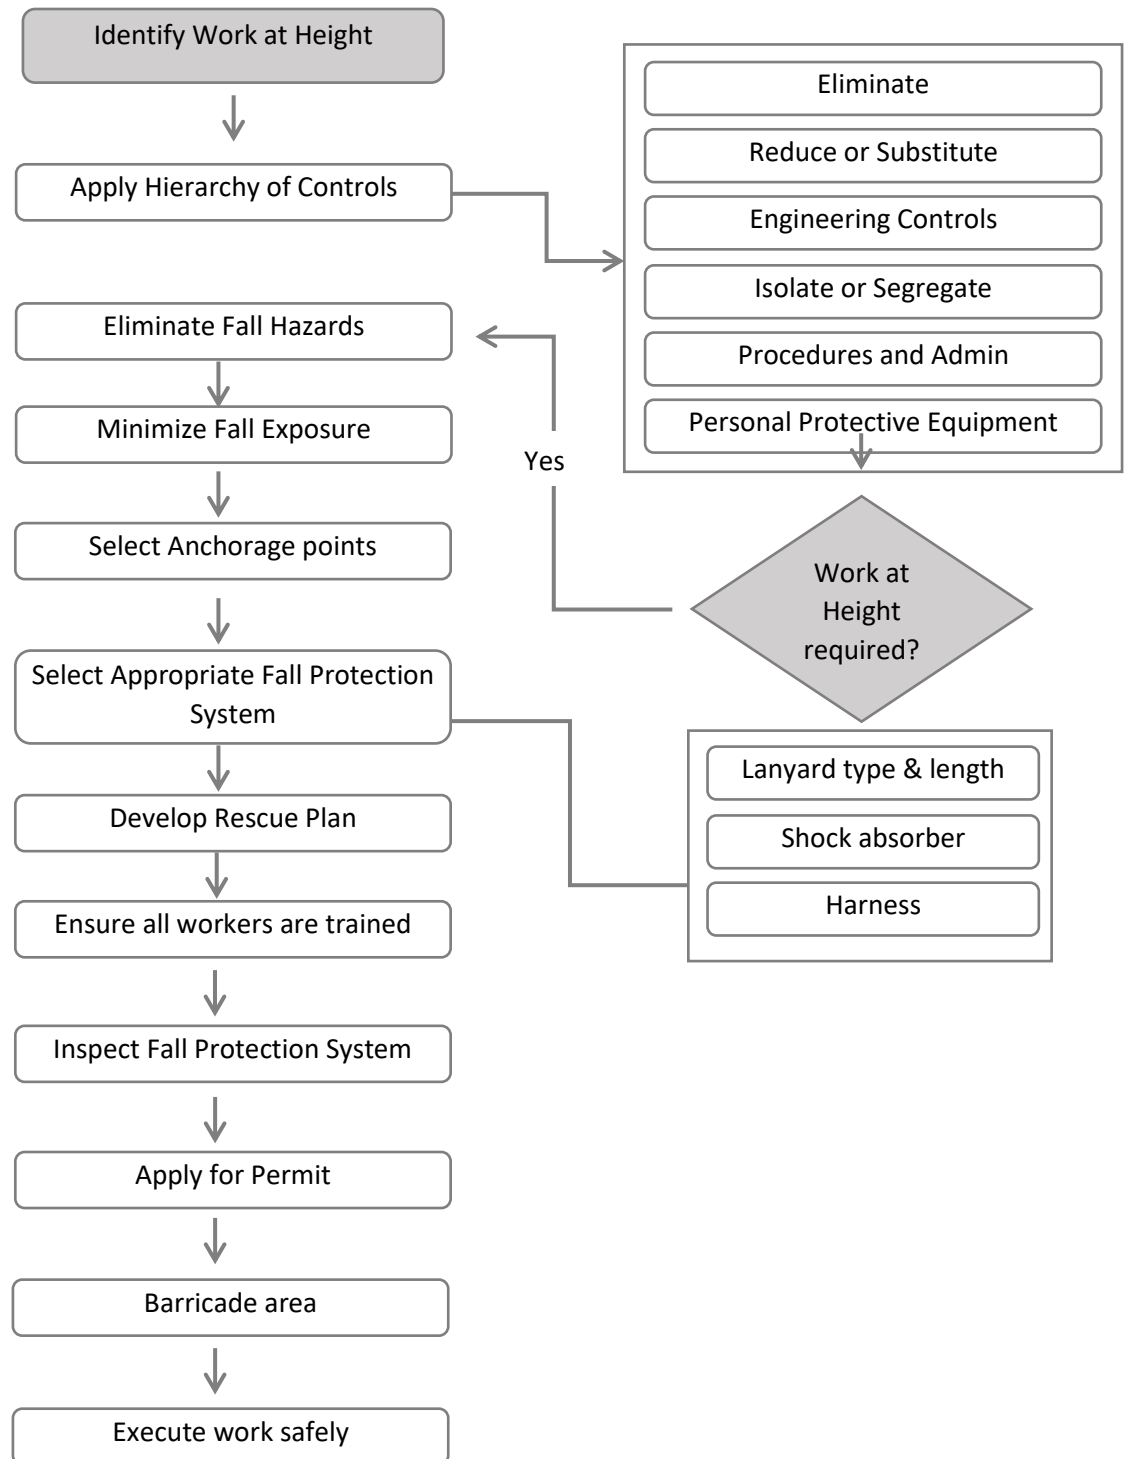 Identify Work at Height
Apply Hierarchy of Controls
Eliminate
Reduce or Substitute
Engineering Controls
Isolate or Segregate
Procedures and Admin
Personal Protective Equipment
Work at
Height
required?
Yes
Eliminate Fall Hazards
Minimize Fall Exposure
Select Anchorage points
Select Appropriate Fall Protection
System
Lanyard type & length
Shock absorber
Harness
Develop Rescue Plan
Ensure all workers are trained
Inspect Fall Protection System
Apply for Permit
Barricade area
Execute work safely